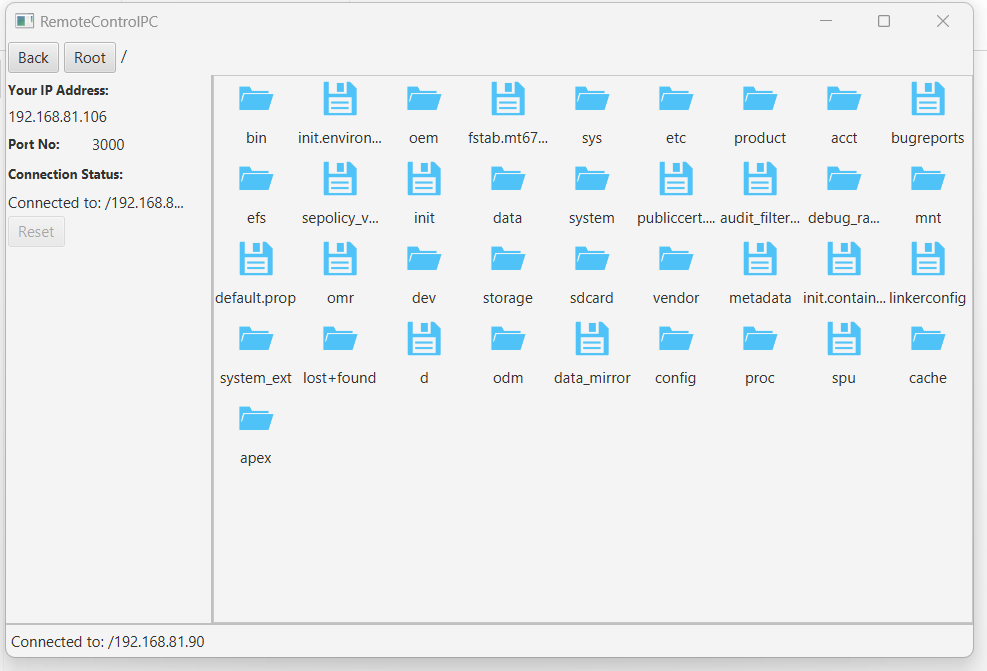 RemoteControlPC
Back Root /
Your IP Address:
192.168.81.106
Port No: 3000
Connection Status:
Connected to: /192.168.8...
Reset
bin init.environ... oem fstab.mt67... sys etc product acct bugreports
efs sepolicy_v... init data system publiccert.... audit_filter... debug_ra... mnt
default.prop omr dev storage sdcard vendor metadata init.contain... linkerconfig
system_ext lost+found d odm data_mirror config proc spu cache
apex
Connected to: /192.168.81.90